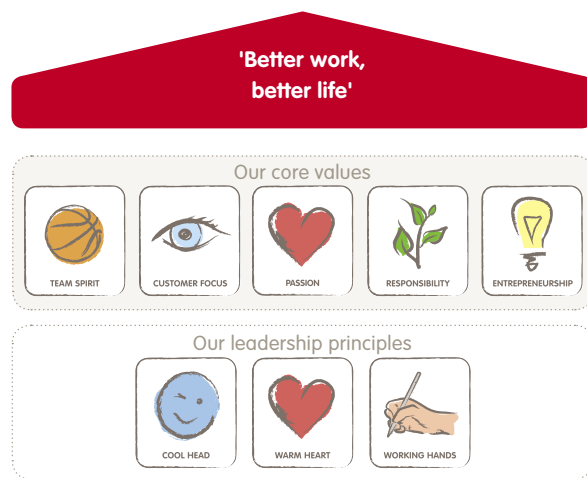 'Better work,
better life'
Our core values
TEAM SPIRIT
CUSTOMER FOCUS
PASSION
RESPONSIBILITY
ENTREPRENEURSHIP
Our leadership principles
COOL HEAD
WARM HEART
WORKING HANDS